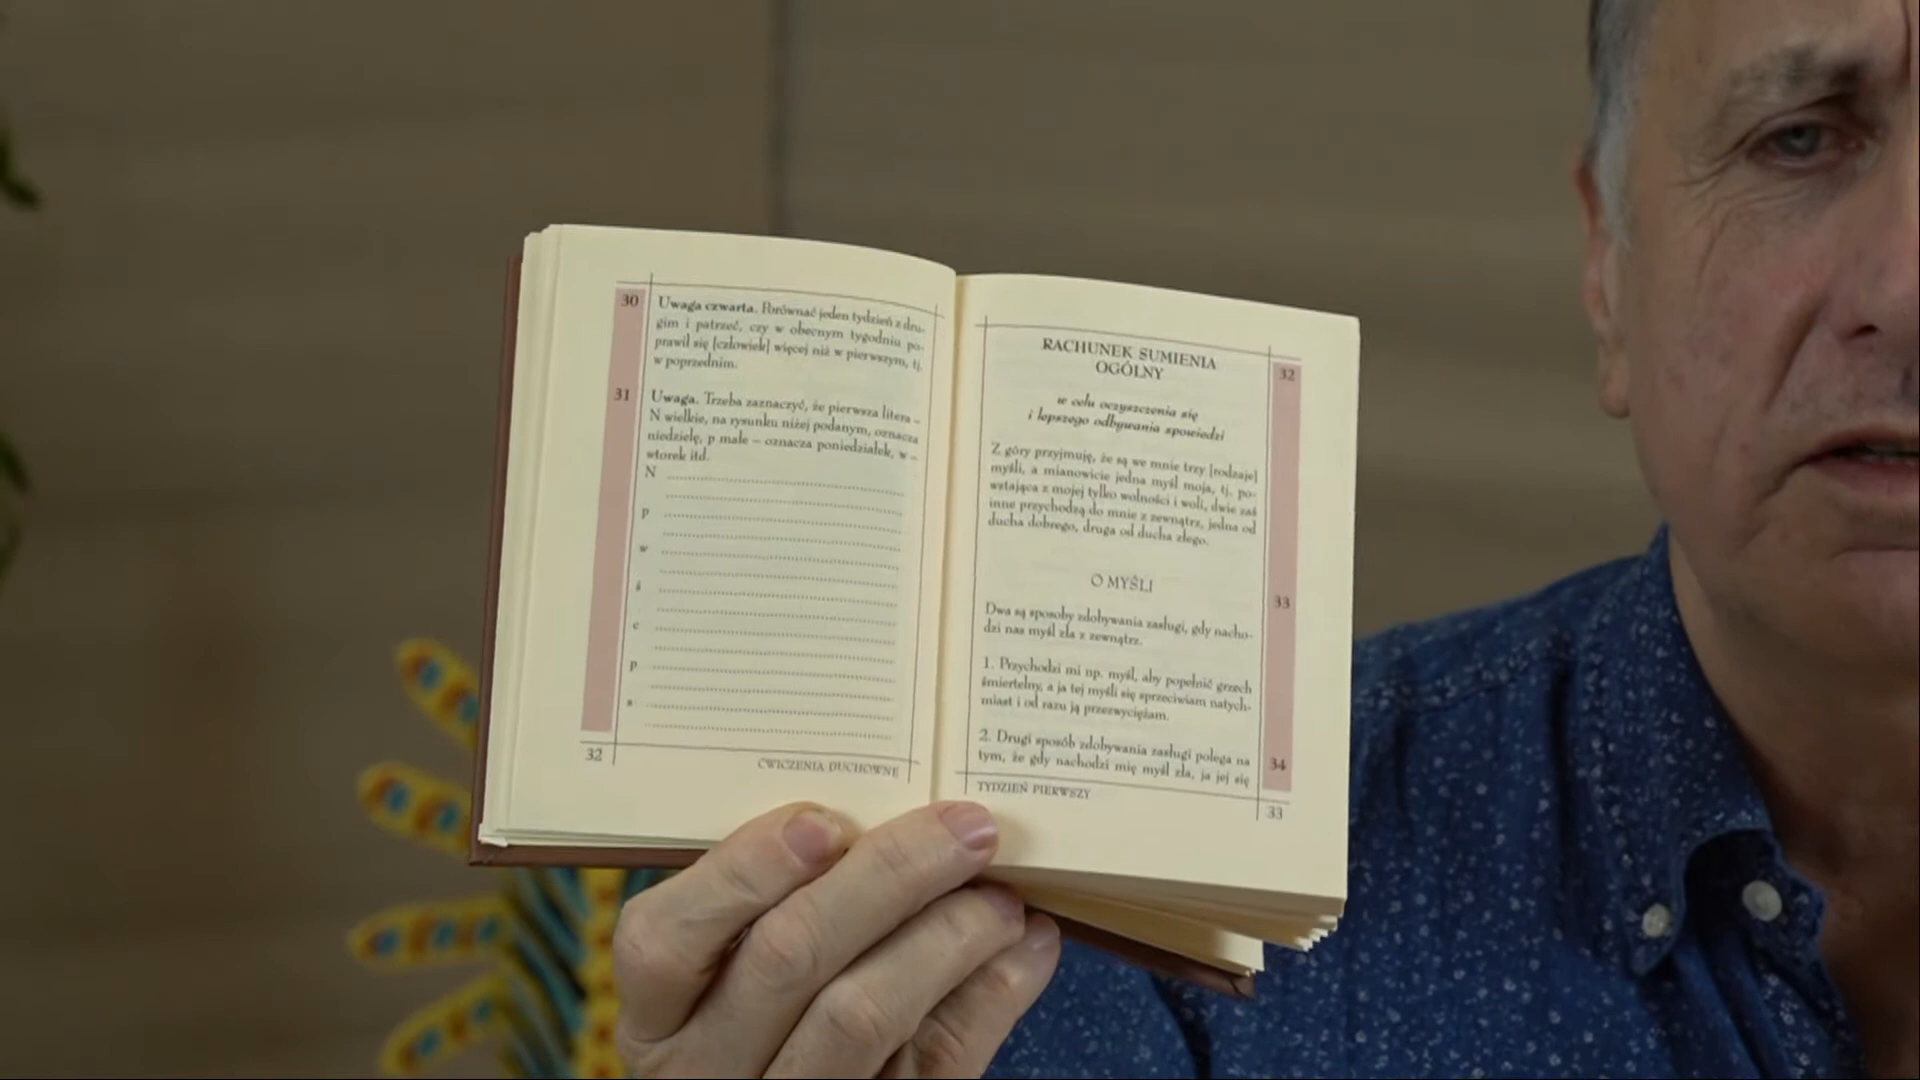 30
Uwaga czwarta. Porównać jeden tydzień z dru-
gim i patrzeć, czy w obecnym tygodniu po-
prawił się [człowiek] więcej niż w pierwszym, tj.
w poprzednim.
31
Uwaga. Trzeba zaznaczyć, że pierwsza litera –
N wielkie, na rysunku niżej podanym, oznacza
niedzielę, p małe – oznacza poniedziałek, w –
wtorek itd.
N
p
w
ś
c
p
s
32
ĆWICZENIA DUCHOWNE
RACHUNEK SUMIENIA
OGÓLNY
32
w celu oczyszczenia się
i lepszego odbywania spowiedzi
Z góry przyjmuję, że są we mnie trzy [rodzaje]
myśli, a mianowicie jedna myśl moja, tj. po-
wstająca z mojej tylko wolności i woli, dwie zaś
inne przychodzą do mnie z zewnątrz, jedna od
ducha dobrego, druga od ducha złego.
O MYŚLI
33
Dwa są sposoby zdobywania zasługi, gdy nacho-
dzi nas myśl zła z zewnątrz.
1. Przychodzi mi np. myśl, aby popełnić grzech
śmiertelny, a ja tej myśli się sprzeciwiam natych-
miast i od razu ją przezwyciężam.
2. Drugi sposób zdobywania zasługi polega na
34
tym, że gdy nachodzi mię myśl zła, ja jej się
TYDZIEŃ PIERWSZY
33